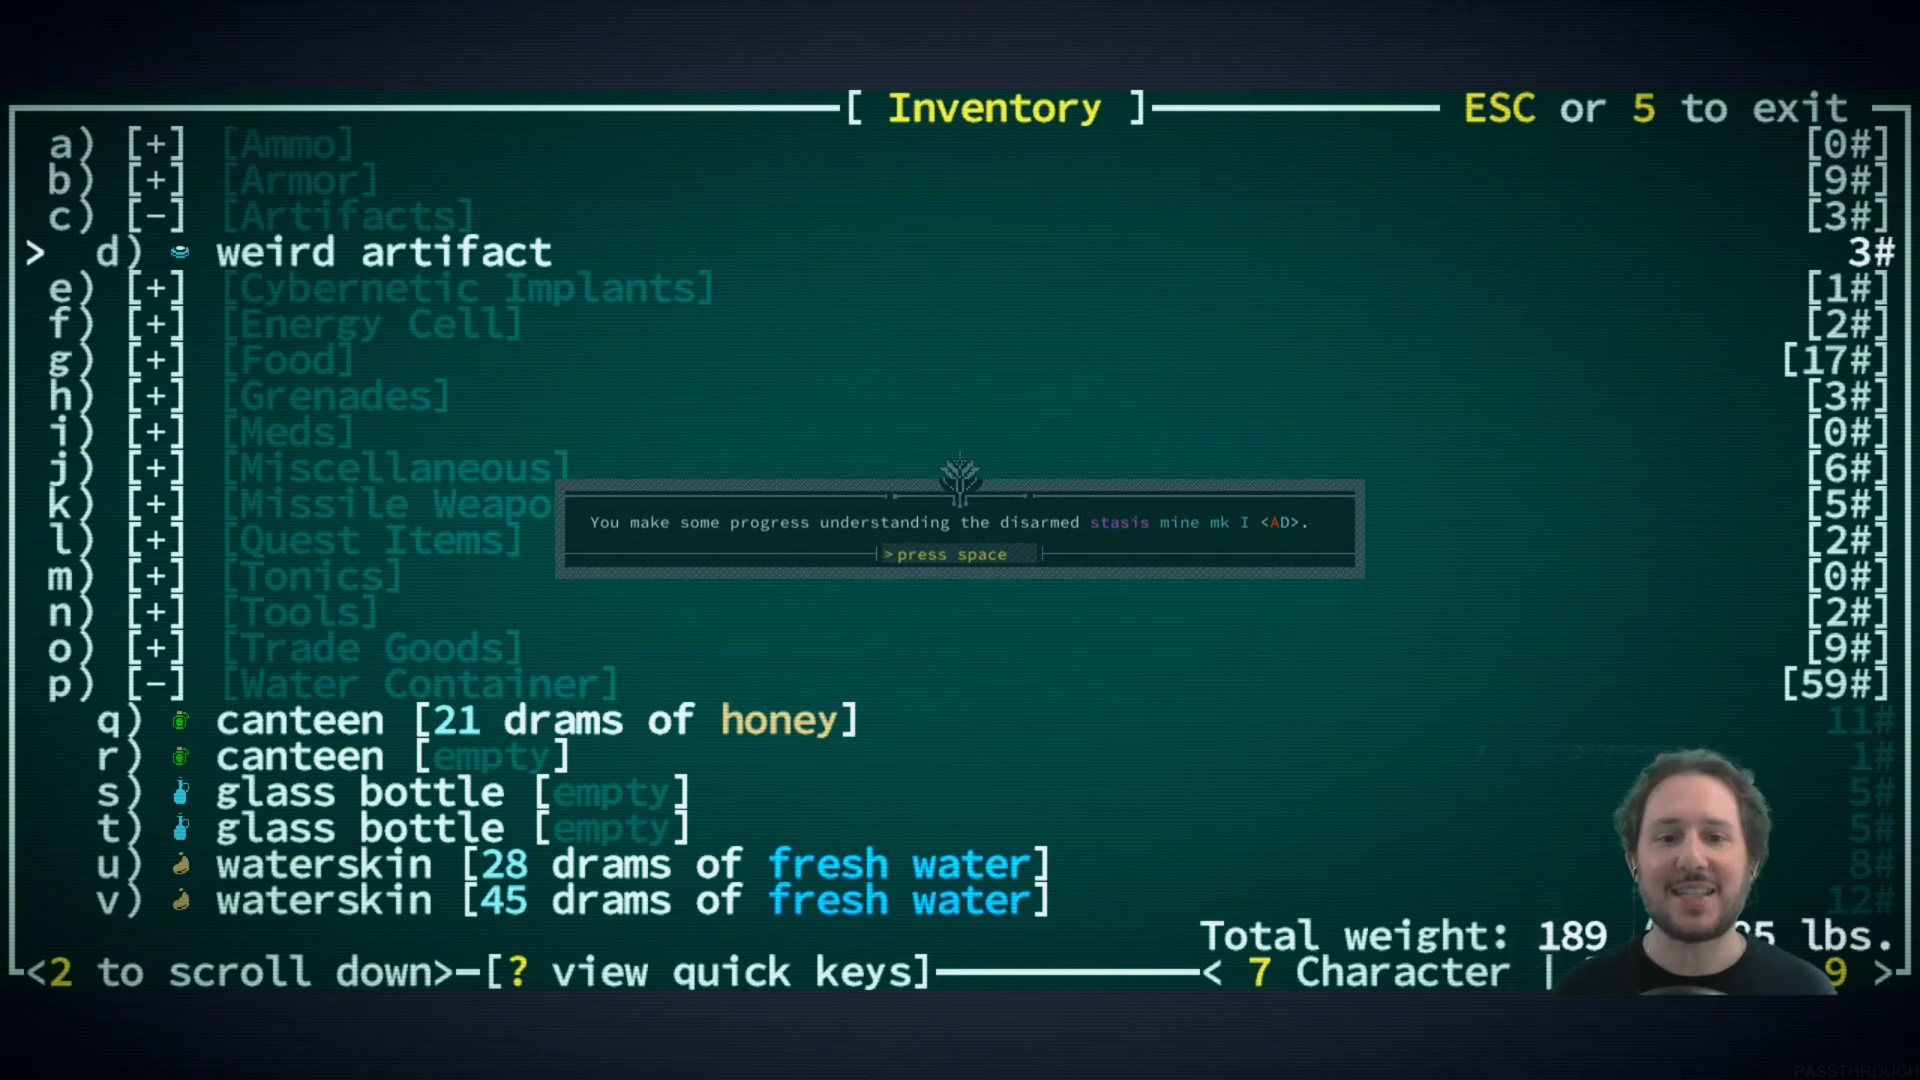 [ Inventory ] ESC or 5 to exit
a) [+] [Ammo] [0#]
b) [+] [Armor] [9#]
c) [-] [Artifacts] [3#]
> d) weird artifact 3#
e) [+] [Cybernetic Implants] [1#]
f) [+] [Energy Cell] [2#]
g) [+] [Food] [17#]
h) [+] [Grenades] [3#]
i) [+] [Meds] [0#]
j) [+] [Miscellaneous] [6#]
k) [+] [Missile Weapo [5#]
You make some progress understanding the disarmed stasis mine mk I <AD>.
l) [+] [Quest Items] [2#]
>press space
m) [+] [Tonics] [0#]
n) [+] [Tools] [2#]
o) [+] [Trade Goods] [9#]
p) [-] [Water Container] [59#]
q) canteen [21 drams of honey] 11#
r) canteen [empty] 1#
s) glass bottle [empty] 5#
t) glass bottle [empty] 5#
u) waterskin [28 drams of fresh water] 8#
v) waterskin [45 drams of fresh water] 12#
Total weight: 189 lbs.
<2 to scroll down> [? view quick keys] < 7 Character | 9 >
PASSTHROUGH